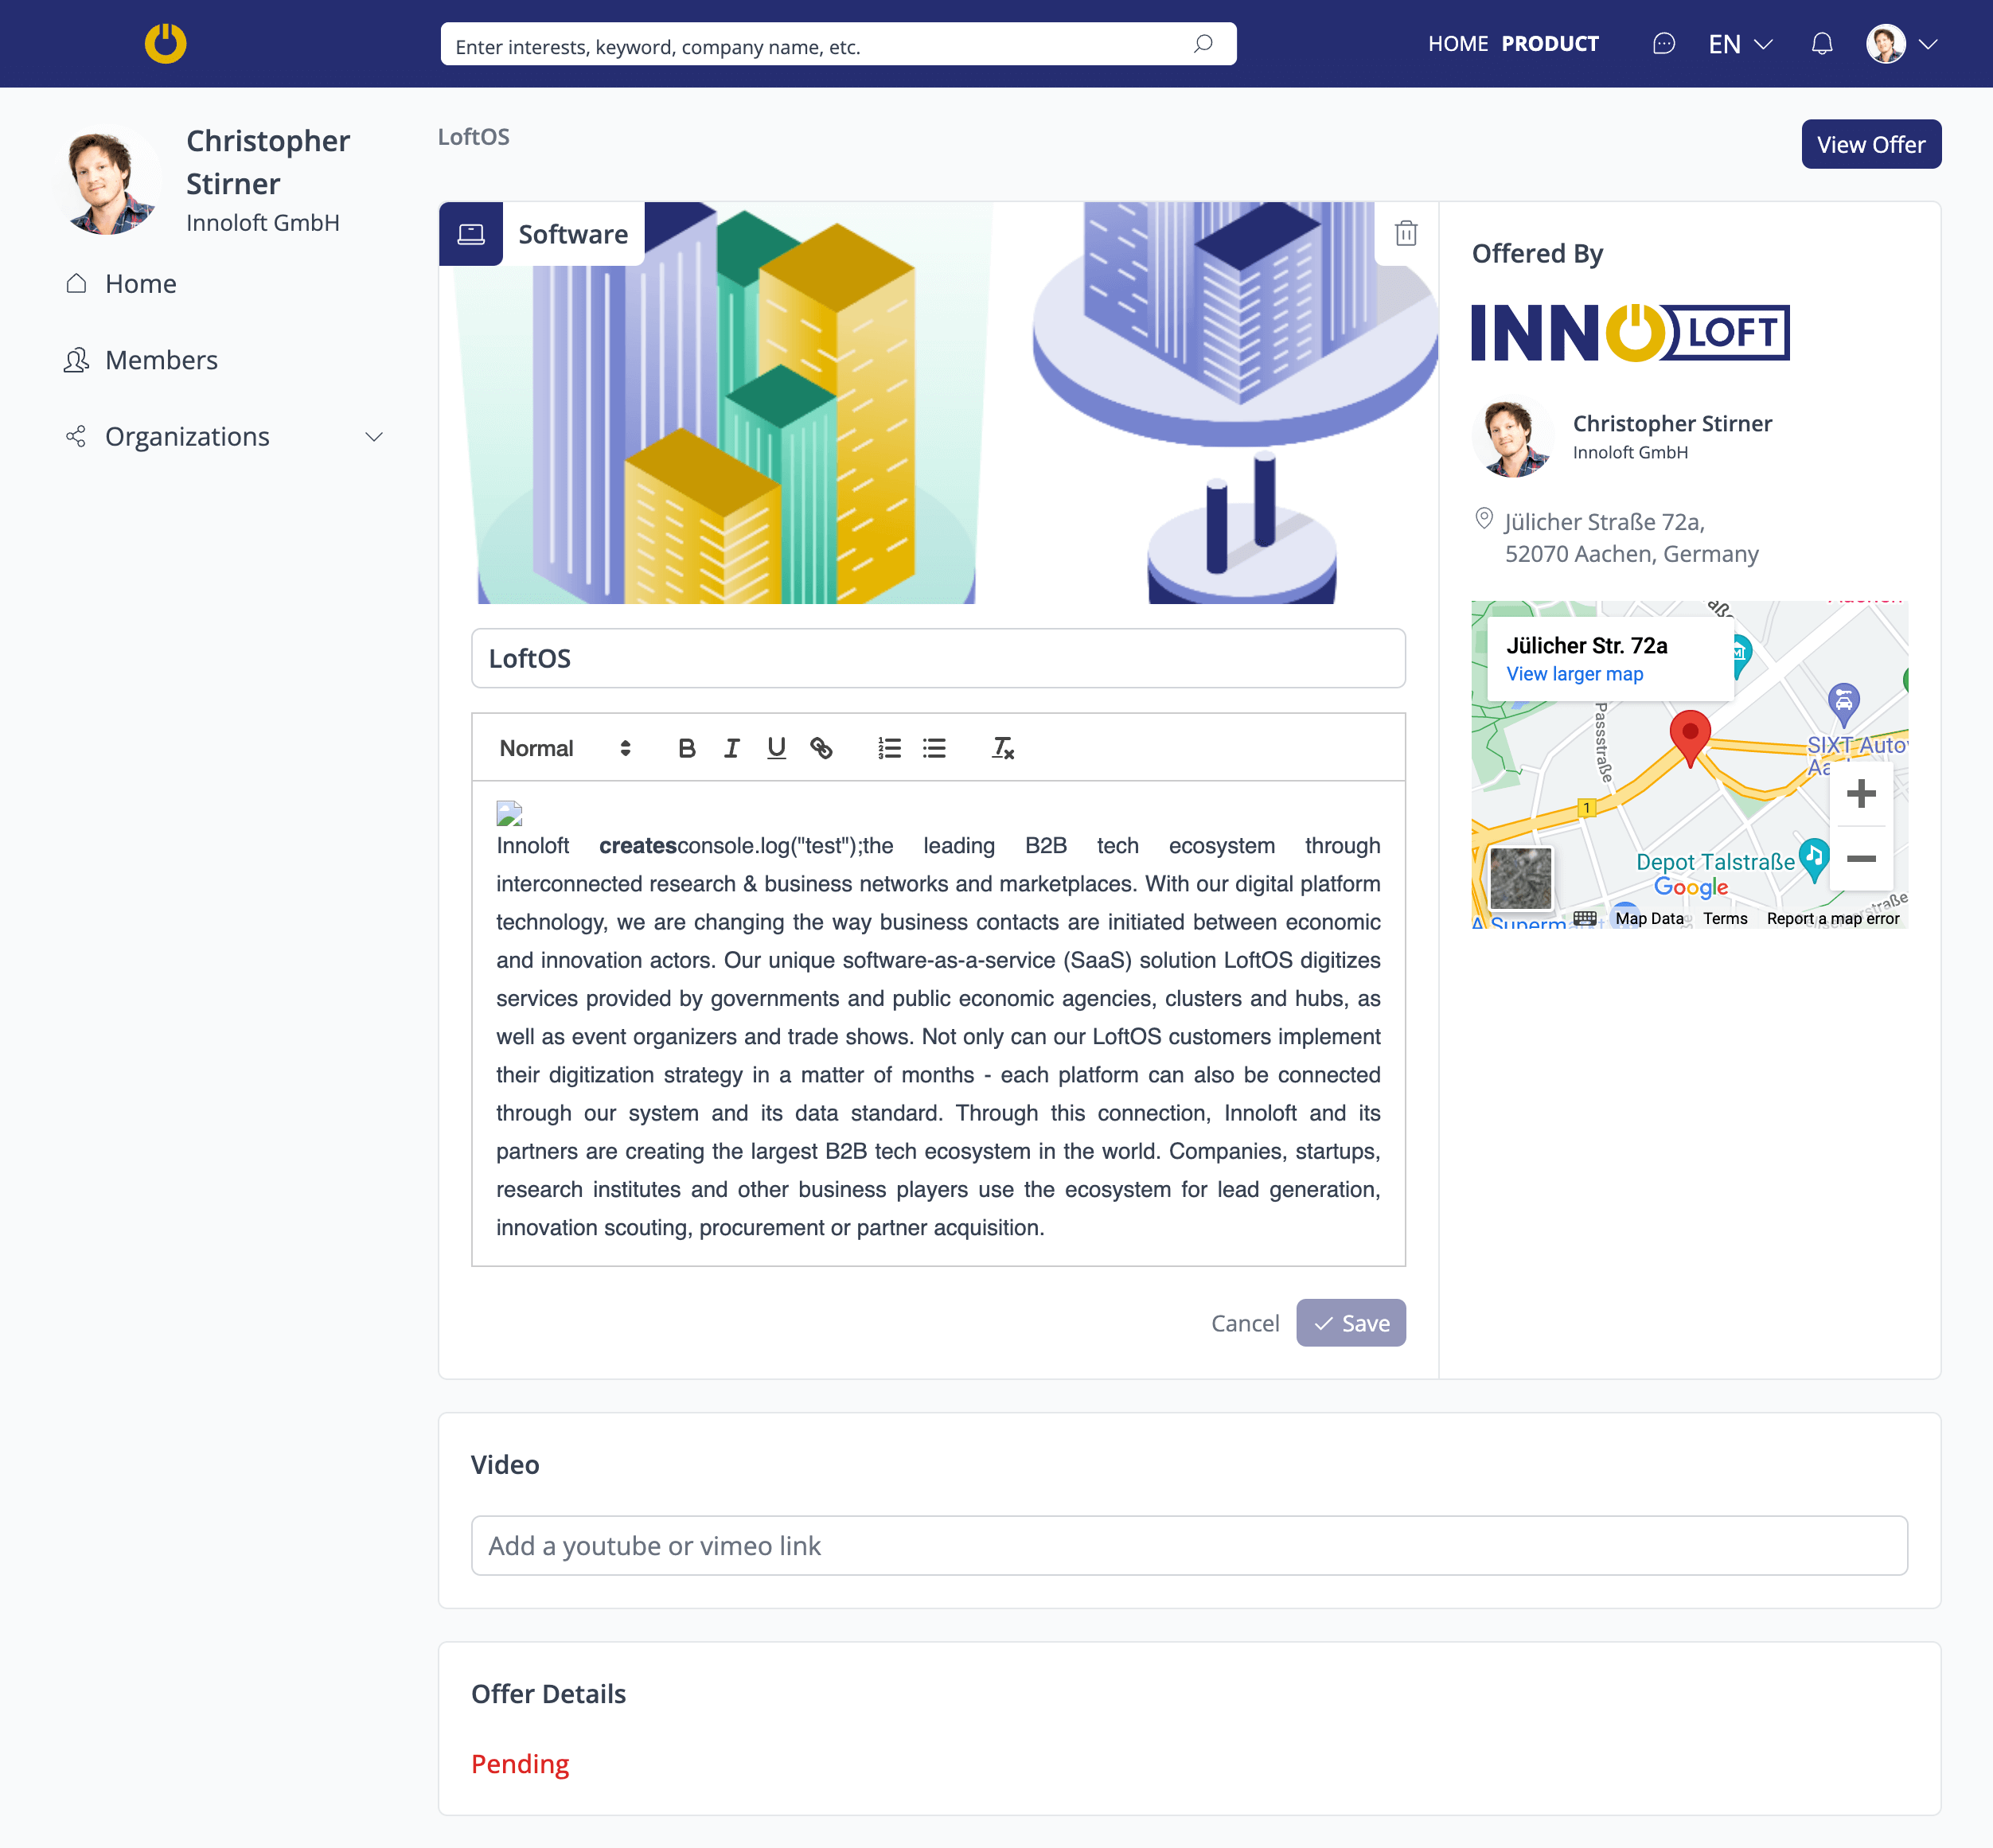 Enter interests, keyword, company name, etc.
HOME PRODUCT
EN
Christopher
Stirner
Innoloft GmbH
Home
Members
Organizations
LoftOS
View Offer
Software
LoftOS
Normal
Innoloft createsconsole.log("test");the leading B2B tech ecosystem through
interconnected research & business networks and marketplaces. With our digital platform
technology, we are changing the way business contacts are initiated between economic
and innovation actors. Our unique software-as-a-service (SaaS) solution LoftOS digitizes
services provided by governments and public economic agencies, clusters and hubs, as
well as event organizers and trade shows. Not only can our LoftOS customers implement
their digitization strategy in a matter of months - each platform can also be connected
through our system and its data standard. Through this connection, Innoloft and its
partners are creating the largest B2B tech ecosystem in the world. Companies, startups,
research institutes and other business players use the ecosystem for lead generation,
innovation scouting, procurement or partner acquisition.
Cancel
Save
Offered By
INNOLOFT
Christopher Stirner
Innoloft GmbH
Jülicher Straße 72a,
52070 Aachen, Germany
Jülicher Str. 72a
View larger map
Passstraße
SIXT
1
Depot Talstraße
Google
Map Data
Terms
Report a map error
Video
Add a youtube or vimeo link
Offer Details
Pending